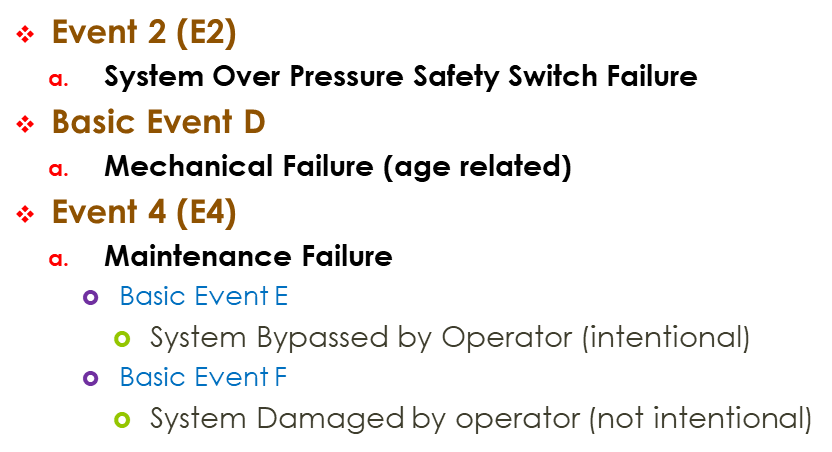 ❖ Event 2 (E2)
a. System Over Pressure Safety Switch Failure
❖ Basic Event D
a. Mechanical Failure (age related)
❖ Event 4 (E4)
a. Maintenance Failure
Basic Event E
System Bypassed by Operator (intentional)
Basic Event F
System Damaged by operator (not intentional)